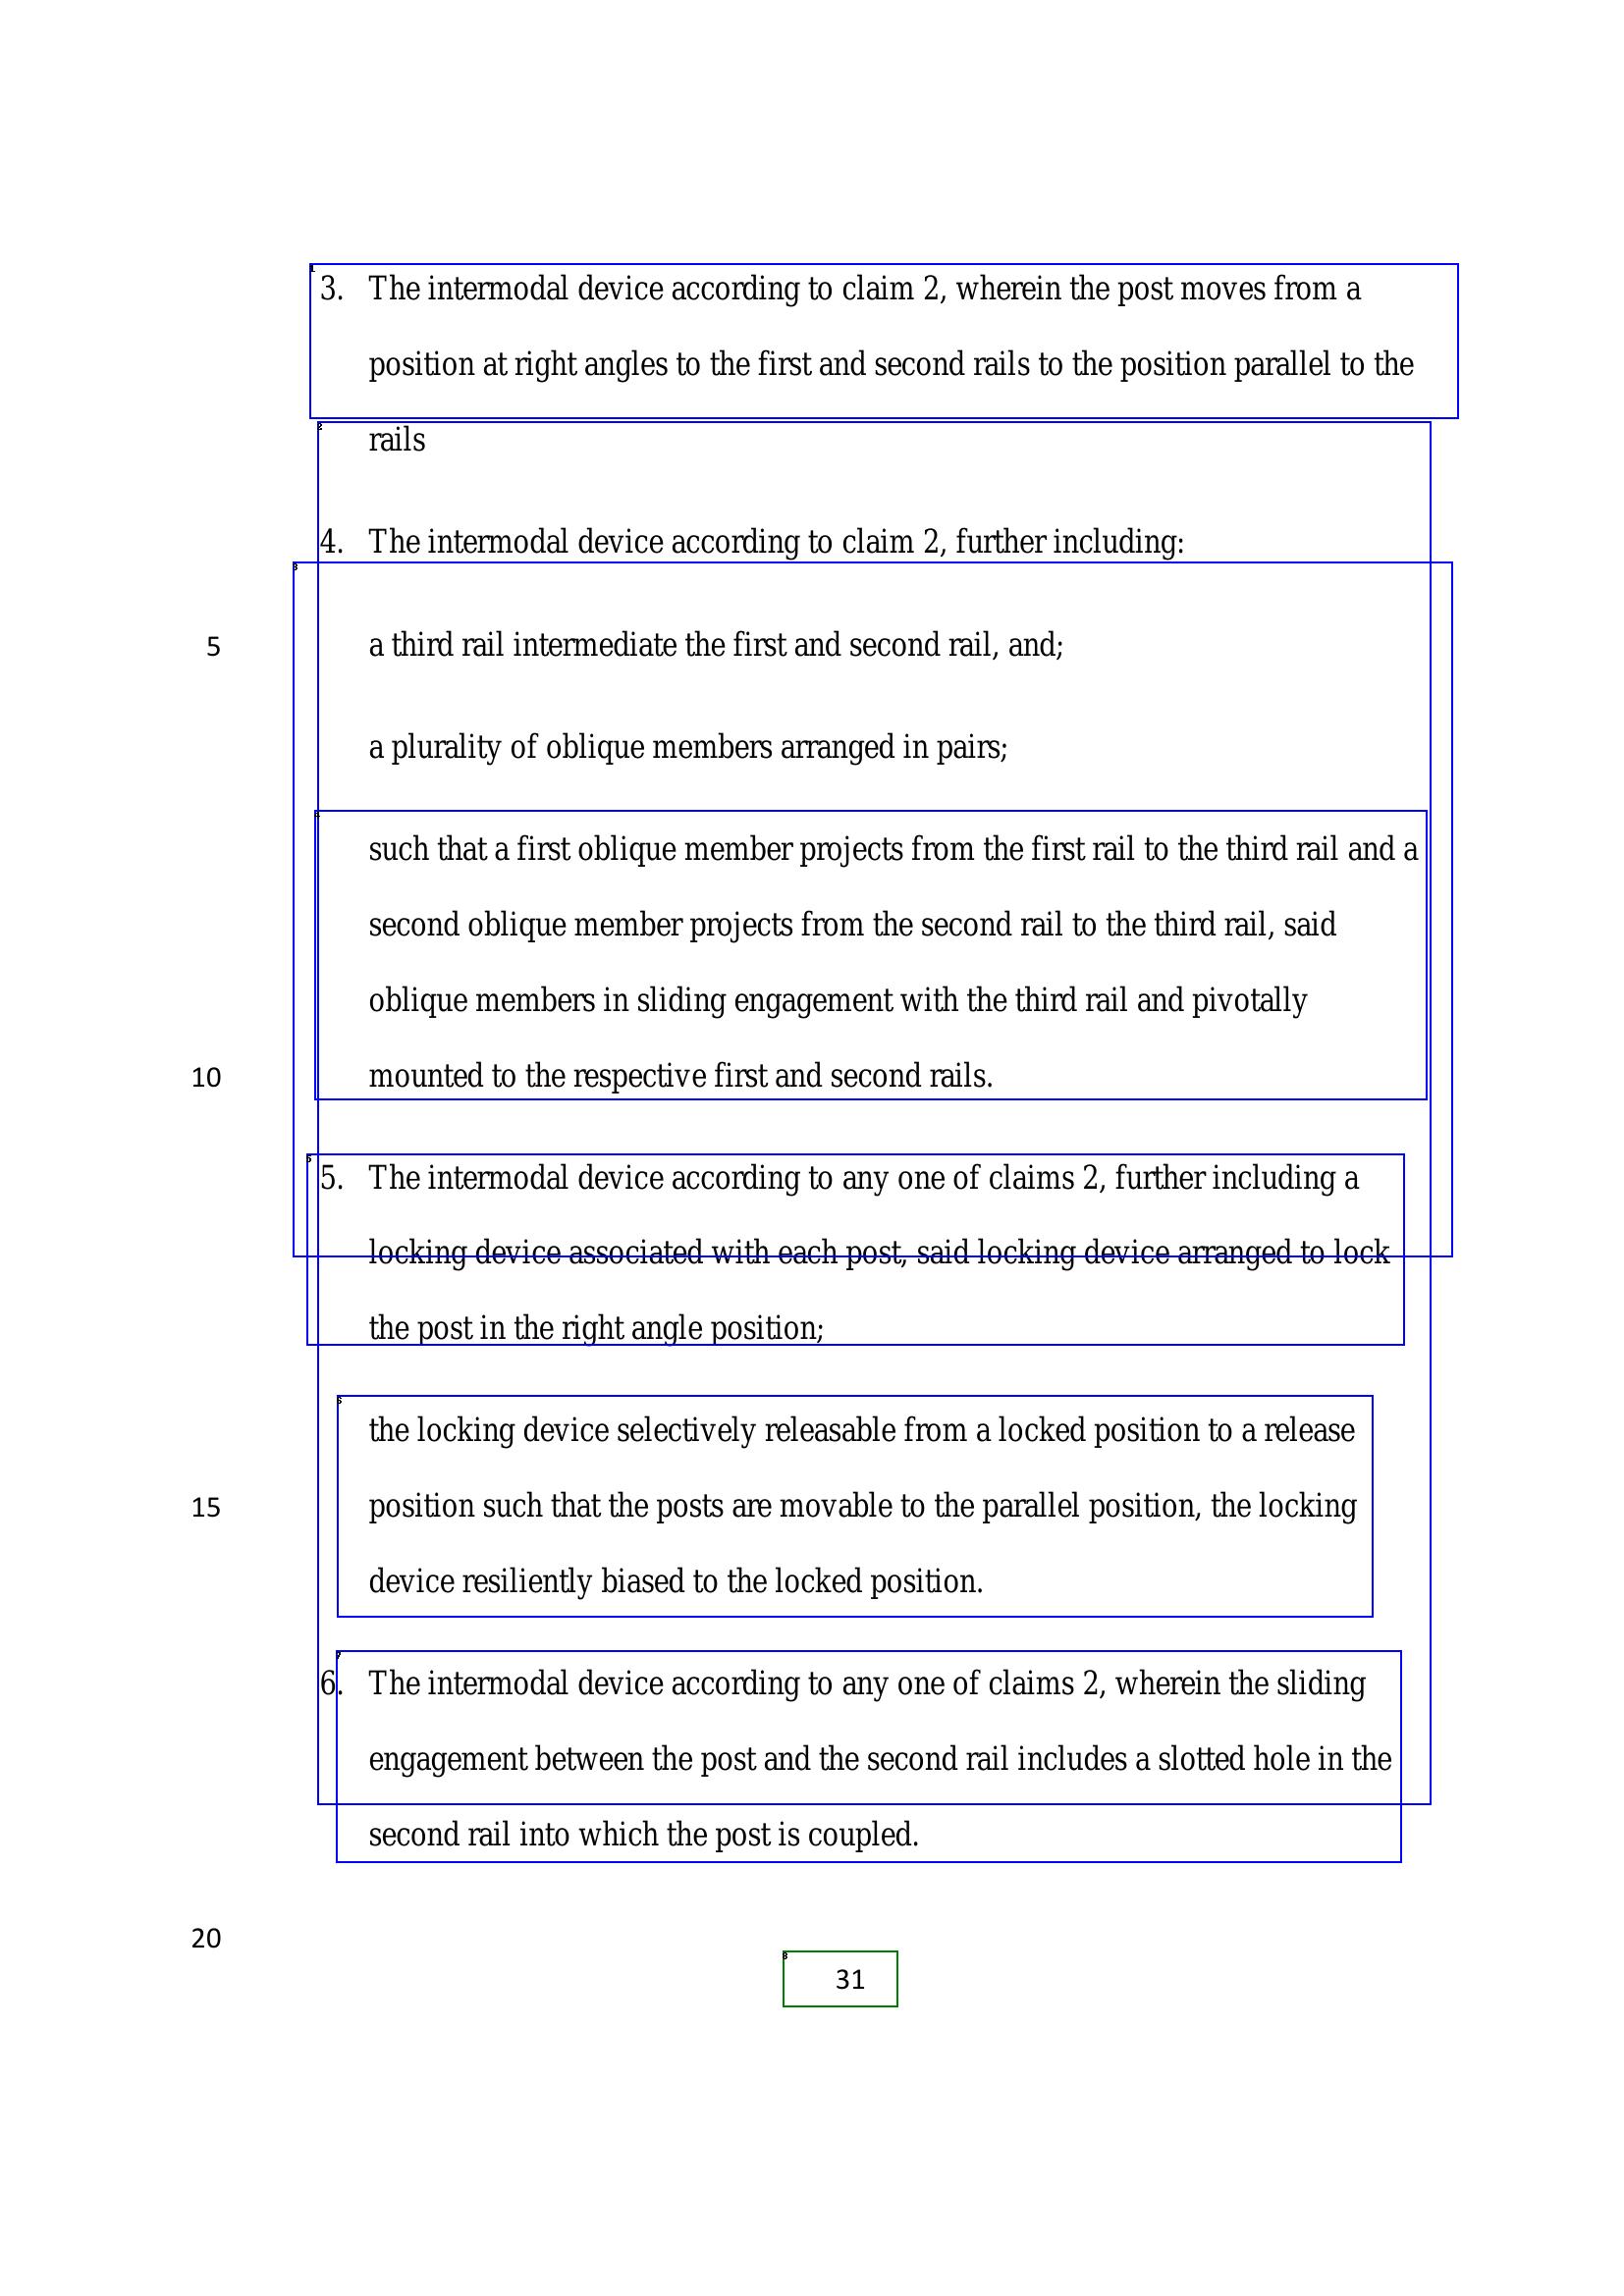 3. The intermodal device according to claim 2, wherein the post moves from a
position at right angles to the first and second rails to the position parallel to the
rails
4. The intermodal device according to claim 2, further including:
5 a third rail intermediate the first and second rail, and;
a plurality of oblique members arranged in pairs;
such that a first oblique member projects from the first rail to the third rail and a
second oblique member projects from the second rail to the third rail, said
oblique members in sliding engagement with the third rail and pivotally
10 mounted to the respective first and second rails.
5. The intermodal device according to any one of claims 2, further including a
locking device associated with each post, said locking device arranged to lock
the post in the right angle position;
the locking device selectively releasable from a locked position to a release
15 position such that the posts are movable to the parallel position, the locking
device resiliently biased to the locked position.
6. The intermodal device according to any one of claims 2, wherein the sliding
engagement between the post and the second rail includes a slotted hole in the
second rail into which the post is coupled.
20
31